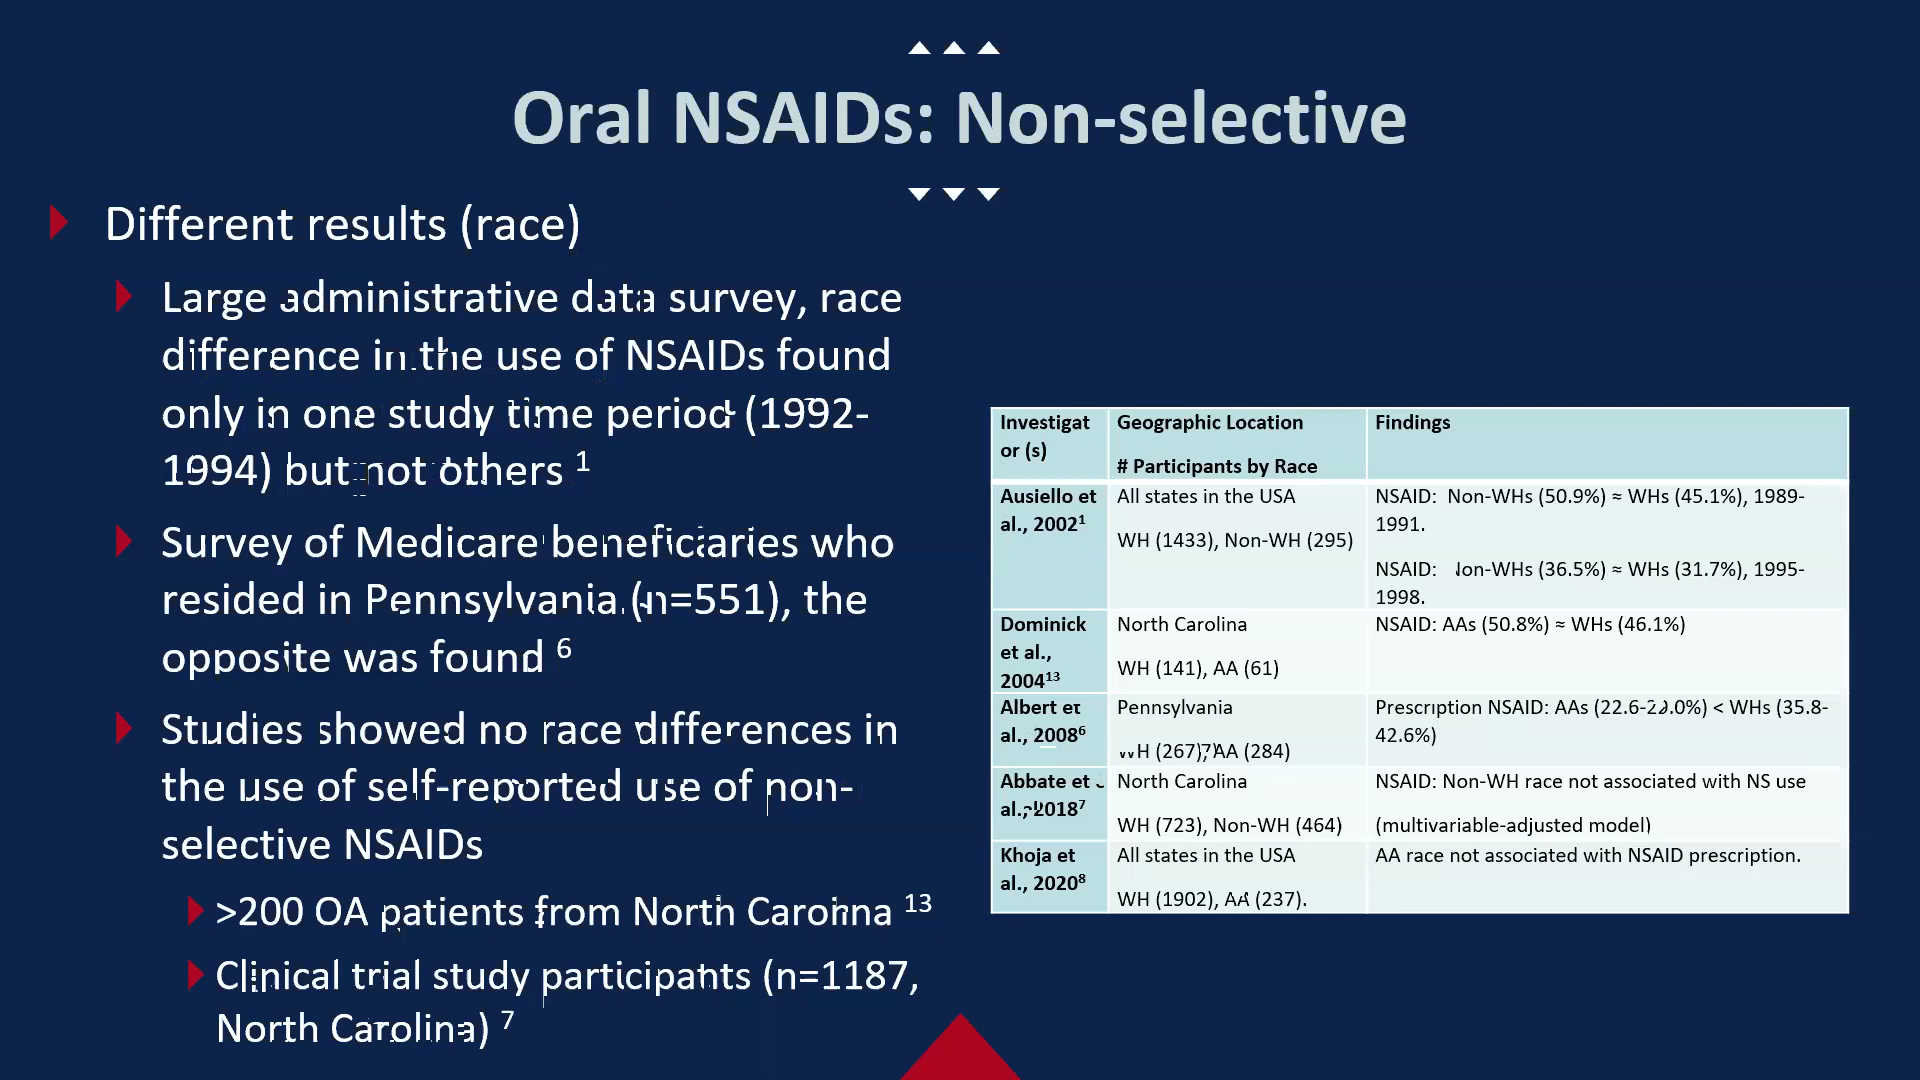 Oral NSAIDs: Non-selective
Different results (race)
Large administrative data survey, race
difference in the use of NSAIDs found
only in one study time period (1992-
1994) but not others 1
Survey of Medicare beneficiaries who
resided in Pennsylvania (n=551), the
opposite was found 6
Studies showed no race differences in
the use of self-reported use of non-
selective NSAIDs
>200 OA patients from North Carolina 13
Clinical trial study participants (n=1187,
North Carolina) 7
Investigat
or (s)
Geographic Location
# Participants by Race
Findings
Ausiello et
al., 2002¹
All states in the USA
WH (1433), Non-WH (295)
NSAID: Non-WHs (50.9%) ≈ WHs (45.1%), 1989-
1991.
NSAID: Non-WHs (36.5%) ≈ WHs (31.7%), 1995-
1998.
Dominick
et al.,
2004¹³
North Carolina
WH (141), AA (61)
NSAID: AAs (50.8%) ≈ WHs (46.1%)
Albert et
al., 2008⁶
Pennsylvania
WH (267), AA (284)
Prescription NSAID: AAs < WHs (35.8-
42.6%)
Abbate et
al., 2018⁷
North Carolina
WH (723), Non-WH (464)
NSAID: Non-WH race not associated with NS use
(multivariable-adjusted model)
Khoja et
al., 2020⁸
All states in the USA
WH (1902), AA (237).
AA race not associated with NSAID prescription.